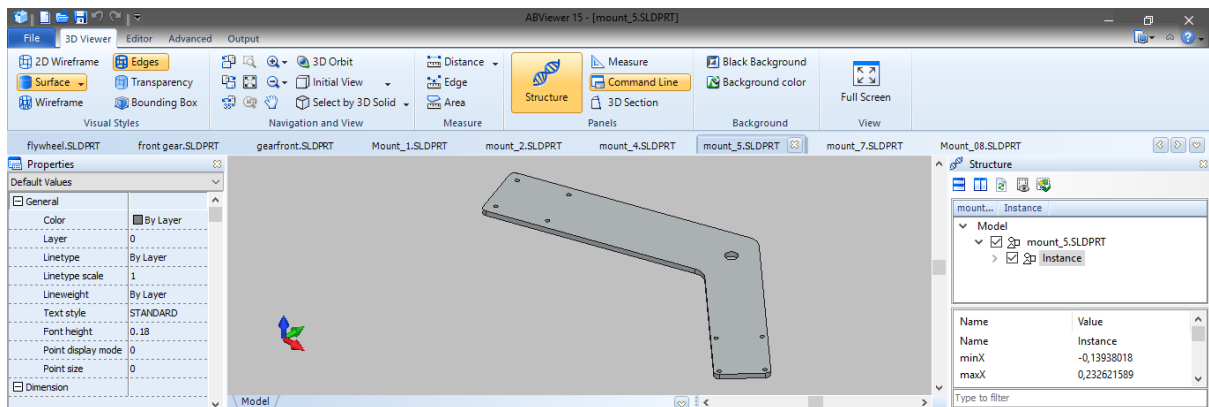 ABViewer 15 - [mount_5.SLDPRT]
File 3D Viewer Editor Advanced Output
2D Wireframe Edges 3D Orbit Distance Measure Black Background
Surface Transparency Initial View Edge Structure Command Line Background color Full Screen
Wireframe Bounding Box 35° Select by 3D Solid Area 3D Section
Visual Styles Navigation and View Measure Panels Background View
flywheel.SLDPRT front gear.SLDPRT gearfront.SLDPRT Mount_1.SLDPRT mount_2.SLDPRT mount_4.SLDPRT mount_5.SLDPRT mount_7.SLDPRT Mount_08.SLDPRT
Properties Structure
Default Values
General mount... Instance
Color By Layer Model
Layer 0 mount_5.SLDPRT
Linetype By Layer Instance
Linetype scale 1
Lineweight By Layer
Text style STANDARD Name Value
Font height 0.18 Name Instance
Point display mode 0 minX -0,13938018
Point size 0 maxX 0,232621589
Dimension
Model Type to filter